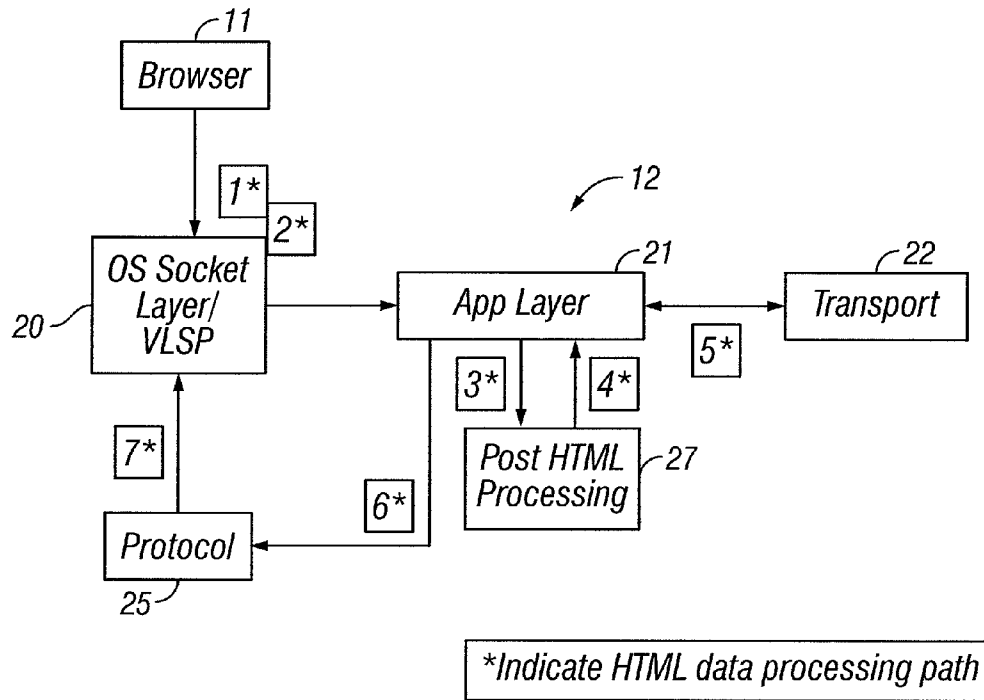 11
Browser
1*
2*
12
OS Socket
Layer/
VLSP
20
21
App Layer
22
Transport
5*
3*
4*
Post HTML
Processing
27
7*
6*
Protocol
25
*Indicate HTML data processing path